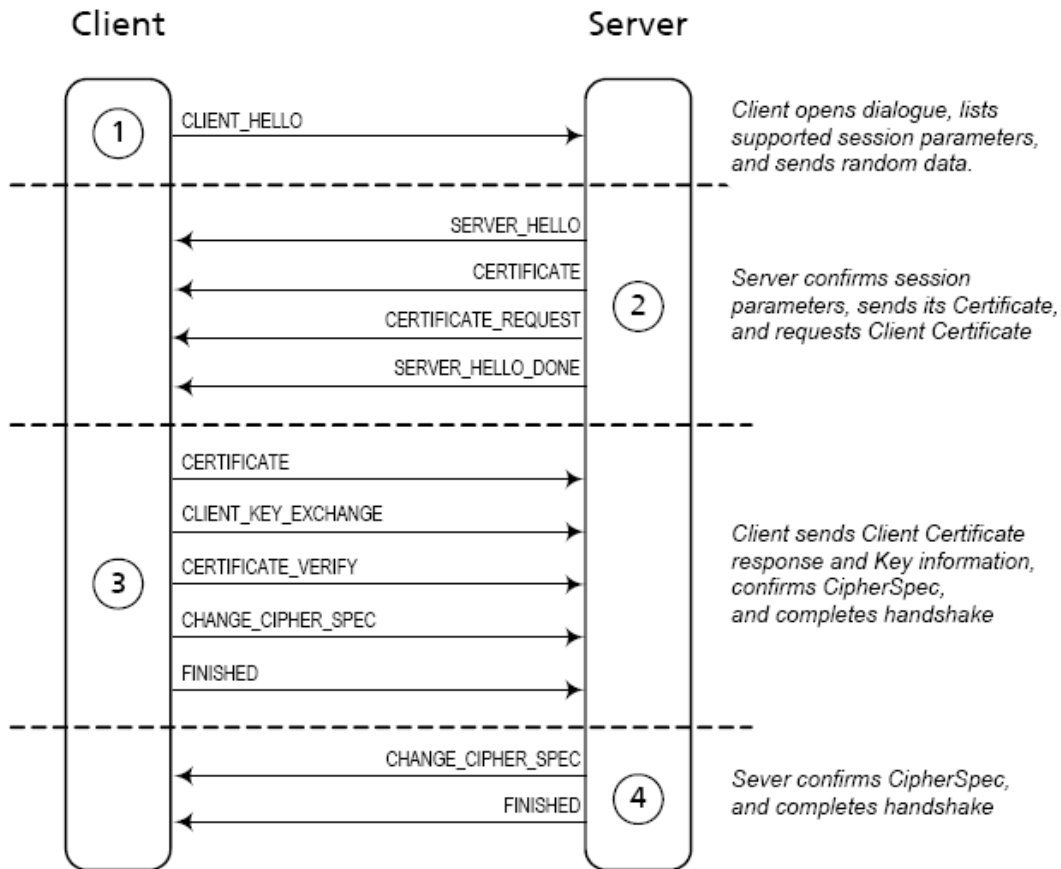 Client
Server
1
CLIENT_HELLO
Client opens dialogue, lists
supported session parameters,
and sends random data.
SERVER_HELLO
CERTIFICATE
CERTIFICATE_REQUEST
SERVER_HELLO_DONE
2
Server confirms session
parameters, sends its Certificate,
and requests Client Certificate
3
CERTIFICATE
CLIENT_KEY_EXCHANGE
CERTIFICATE_VERIFY
CHANGE_CIPHER_SPEC
FINISHED
Client sends Client Certificate
response and Key information,
confirms CipherSpec,
and completes handshake
CHANGE_CIPHER_SPEC
FINISHED
4
Sever confirms CipherSpec,
and completes handshake